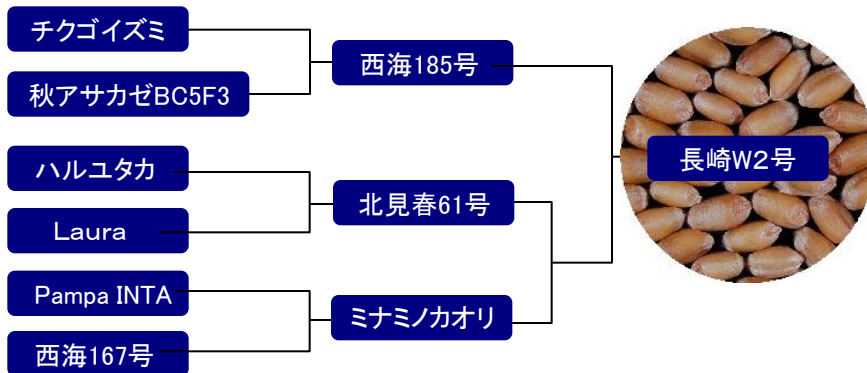 チクゴイズミ
秋アサカゼBC5F3
西海185号
ハルユタカ
Laura
北見春61号
Pampa INTA
西海167号
ミナミノカオリ
長崎W2号